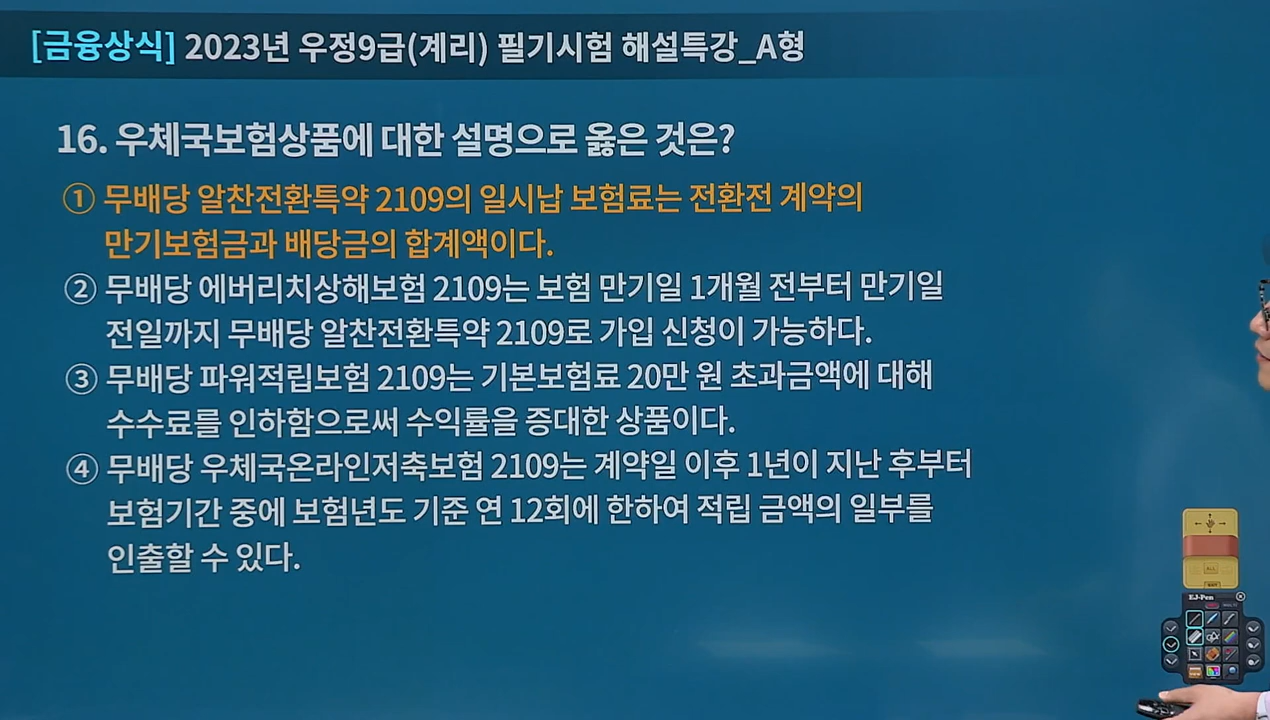 [금융상식] 2023년 우정9급(계리) 필기시험 해설특강_A형
16. 우체국보험상품에 대한 설명으로 옳은 것은?
① 무배당 알찬전환특약 2109의 일시납 보험료는 전환전 계약의
만기보험금과 배당금의 합계액이다.
② 무배당 에버리치상해보험 2109는 보험 만기일 1개월 전부터 만기일
전일까지 무배당 알찬전환특약 2109로 가입 신청이 가능하다.
③ 무배당 파워적립보험 2109는 기본보험료 20만 원 초과금액에 대해
수수료를 인하함으로써 수익률을 증대한 상품이다.
④ 무배당 우체국온라인저축보험 2109는 계약일 이후 1년이 지난 후부터
보험기간 중에 보험년도 기준 연 12회에 한하여 적립 금액의 일부를
인출할 수 있다.
ALL
EJ-Pen